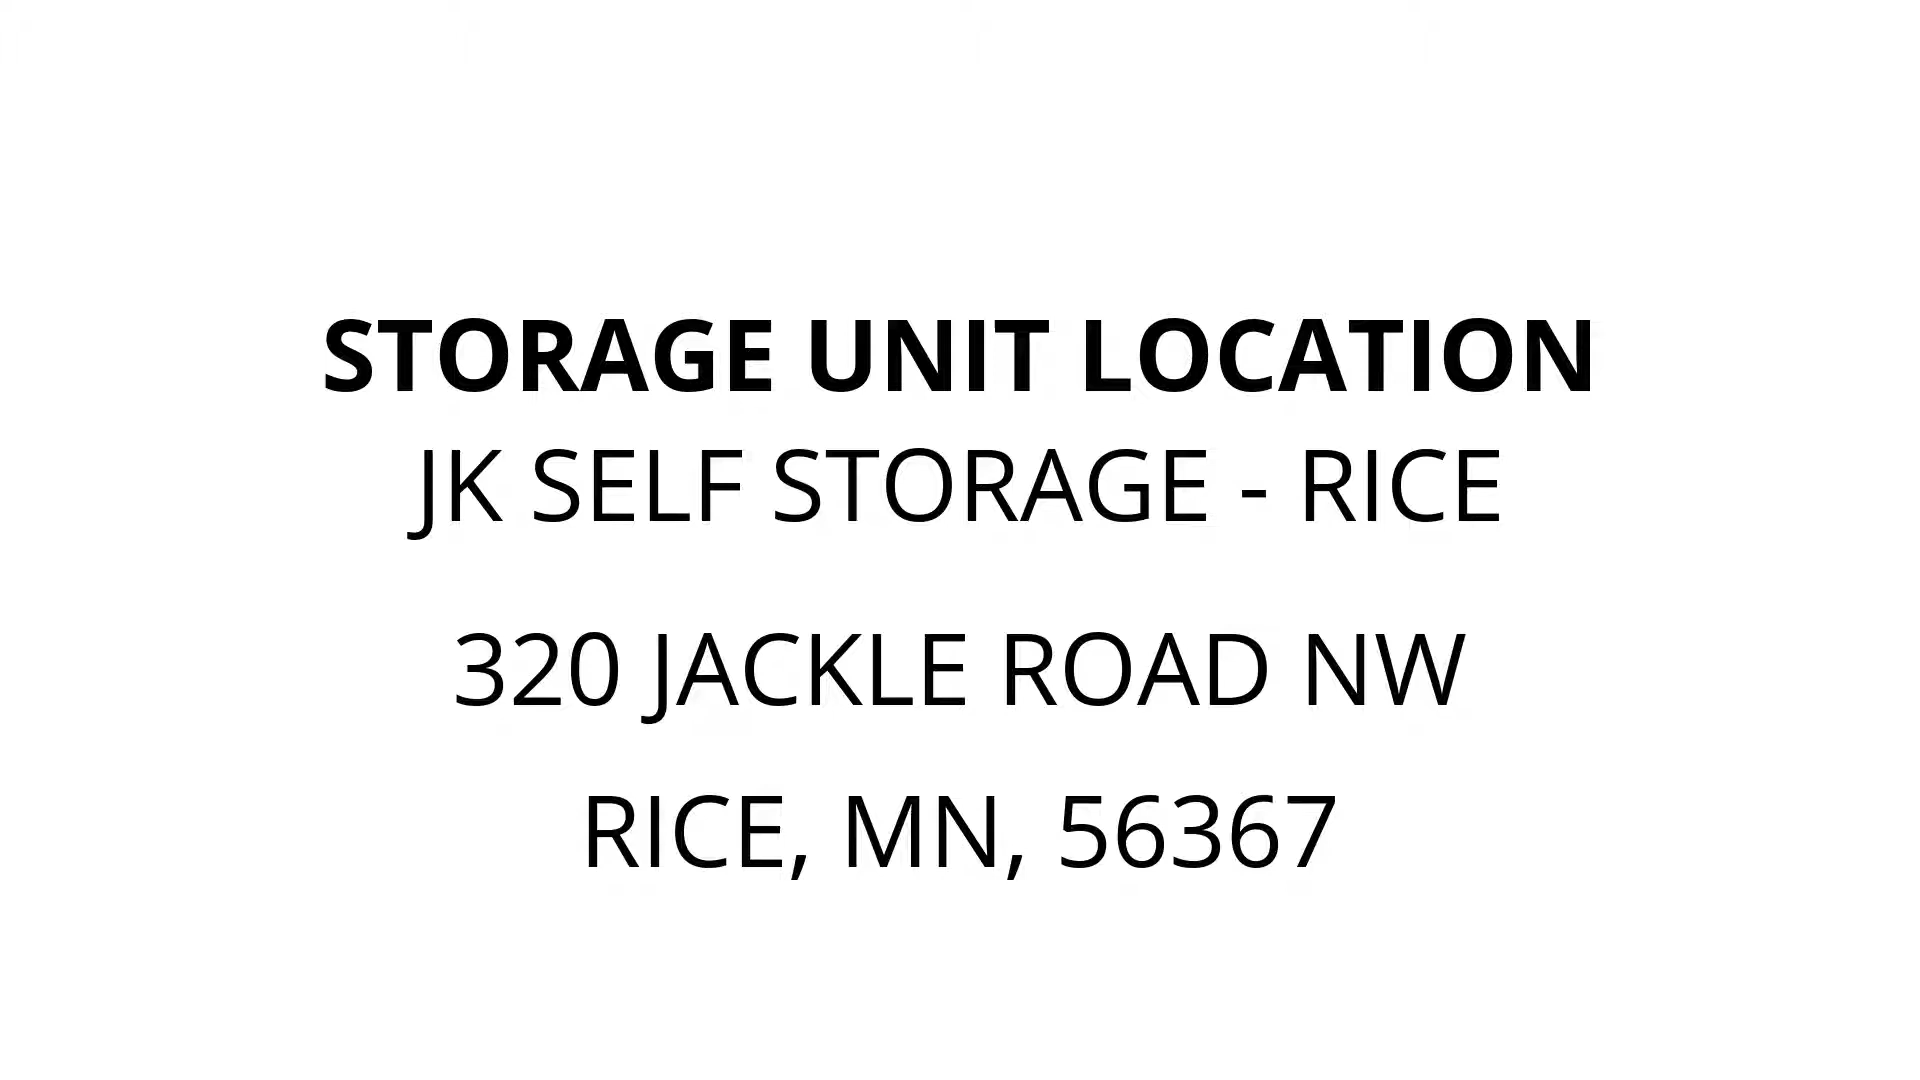 STORAGE UNIT LOCATION
JK SELF STORAGE - RICE
320 JACKLE ROAD NW
RICE, MN, 56367